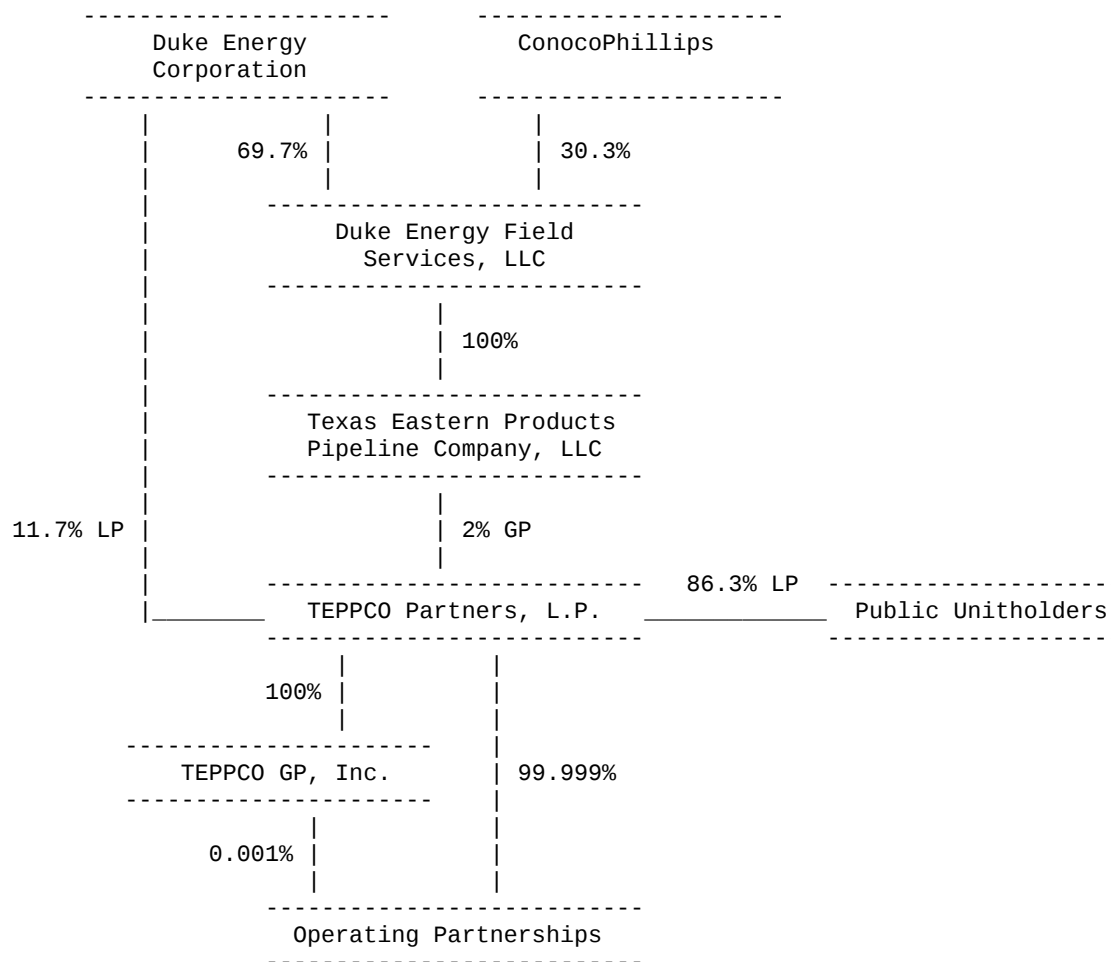 Duke Energy ConocoPhillips
Corporation
69.7% 30.3%
Duke Energy Field
Services, LLC
100%
Texas Eastern Products
Pipeline Company, LLC
11.7% LP 2% GP
86.3% LP
TEPPCO Partners, L.P. Public Unitholders
100%
TEPPCO GP, Inc. 99.999%
0.001%
Operating Partnerships